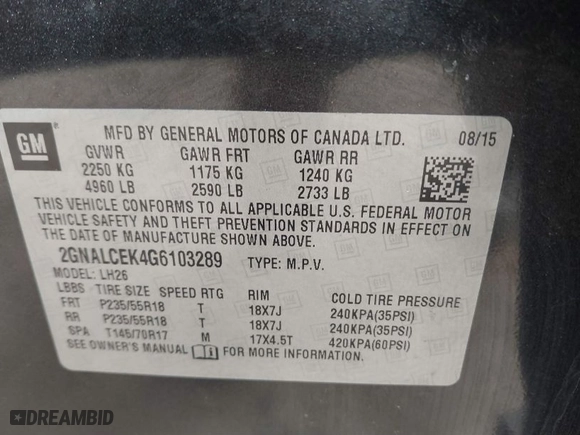 GM
MFD BY GENERAL MOTORS OF CANADA LTD. 08/15
GVWR GAWR FRT GAWR RR
2250 KG 1175 KG 1240 KG
4960 LB 2590 LB 2733 LB
THIS VEHICLE CONFORMS TO ALL APPLICABLE U.S. FEDERAL MOTOR
VEHICLE SAFETY AND THEFT PREVENTION STANDARDS IN EFFECT ON
THE DATE OF MANUFACTURE SHOWN ABOVE.
2GNALCEK4G6103289 TYPE: M.P.V.
MODEL: LH26
LBBS TIRE SIZE SPEED RTG RIM COLD TIRE PRESSURE
FRT P235/55R18 T 18X7J 240KPA(35PSI)
RR P235/55R18 T 18X7J 240KPA(35PSI)
SPA T145/70R17 M 17X4.5T 420KPA(60PSI)
SEE OWNER'S MANUAL FOR MORE INFORMATION.
DREAMBID